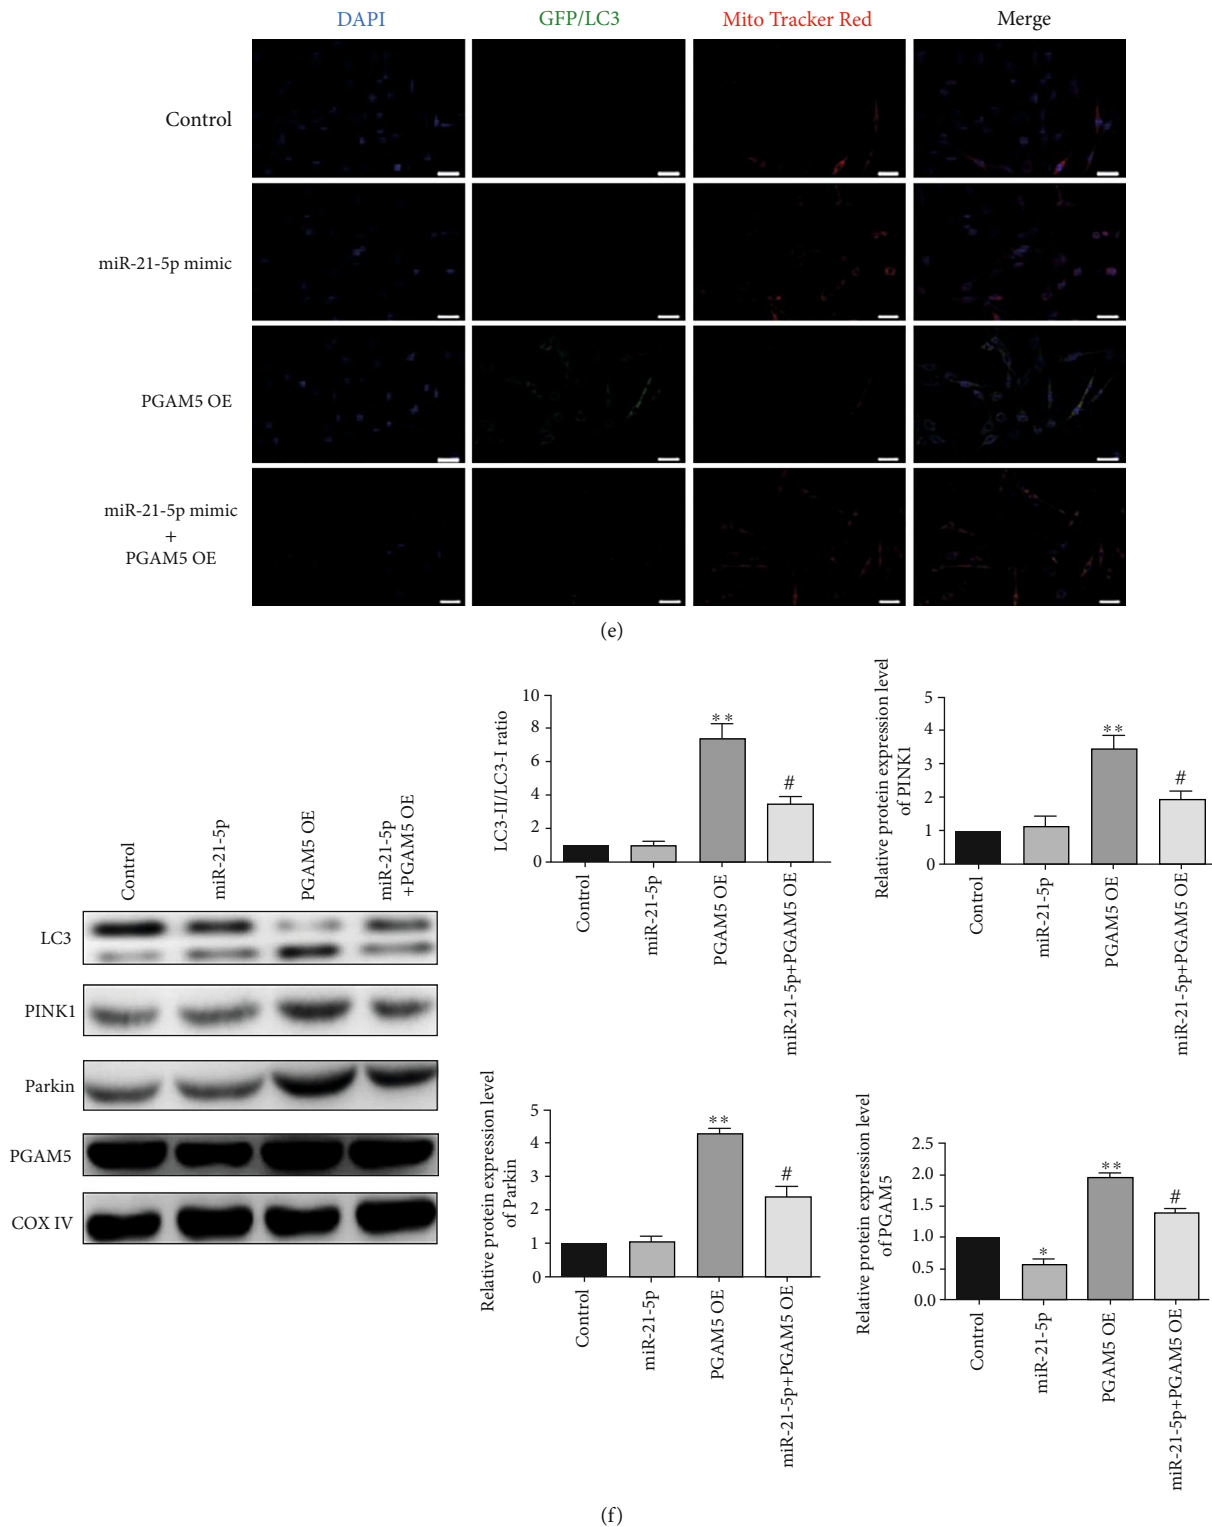 DAPI GFP/LC3 Mito Tracker Red Merge
Control
miR-21-5p mimic
PGAM5 OE
miR-21-5p mimic
+
PGAM5 OE
(e)
Control
miR-21-5p
PGAM5 OE
miR-21-5p
+PGAM5 OE
LC3
PINK1
Parkin
PGAM5
COX IV
LC3-II/LC3-I ratio
10
8
6
4
2
0
**
#
Control
miR-21-5p
PGAM5 OE
miR-21-5p+PGAM5 OE
Relative protein expression level
of PINK1
5
4
3
2
1
0
**
#
Control
miR-21-5p
PGAM5 OE
miR-21-5p+PGAM5 OE
Relative protein expression level
of Parkin
5
4
3
2
1
0
**
#
Control
miR-21-5p
PGAM5 OE
miR-21-5p+PGAM5 OE
Relative protein expression level
of PGAM5
2.5
2.0
1.5
1.0
0.5
0.0
*
**
#
Control
miR-21-5p
PGAM5 OE
miR-21-5p+PGAM5 OE
(f)